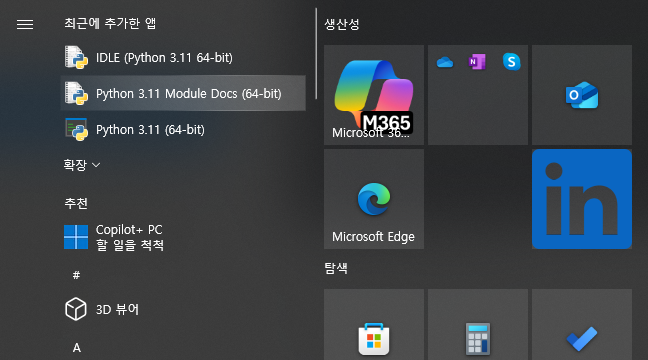 최근에 추가한 앱
IDLE (Python 3.11 64-bit)
Python 3.11 Module Docs (64-bit)
Python 3.11 (64-bit)
확장
추천
Copilot+ PC
할 일을 척척
#
3D 뷰어
A
생산성
M365
Microsoft 36...
Microsoft Edge
in
탐색